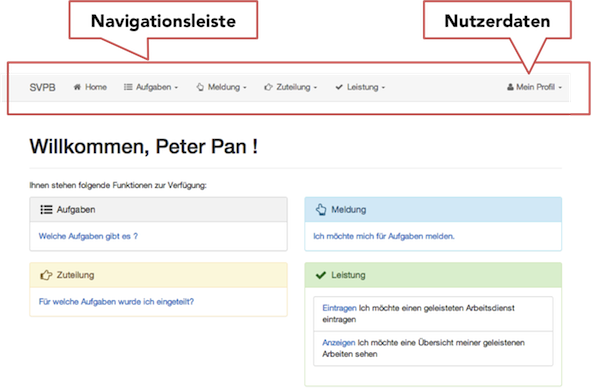 Navigationsleiste
Nutzerdaten
SVPB Home Aufgaben Meldung Zuteilung Leistung Mein Profil
Willkommen, Peter Pan !
Ihnen stehen folgende Funktionen zur Verfügung:
Aufgaben
Welche Aufgaben gibt es ?
Meldung
Ich möchte mich für Aufgaben melden.
Zuteilung
Für welche Aufgaben wurde ich eingeteilt?
Leistung
Eintragen Ich möchte einen geleisteten Arbeitsdienst
eintragen
Anzeigen Ich möchte eine Übersicht meiner geleistenen
Arbeiten sehen